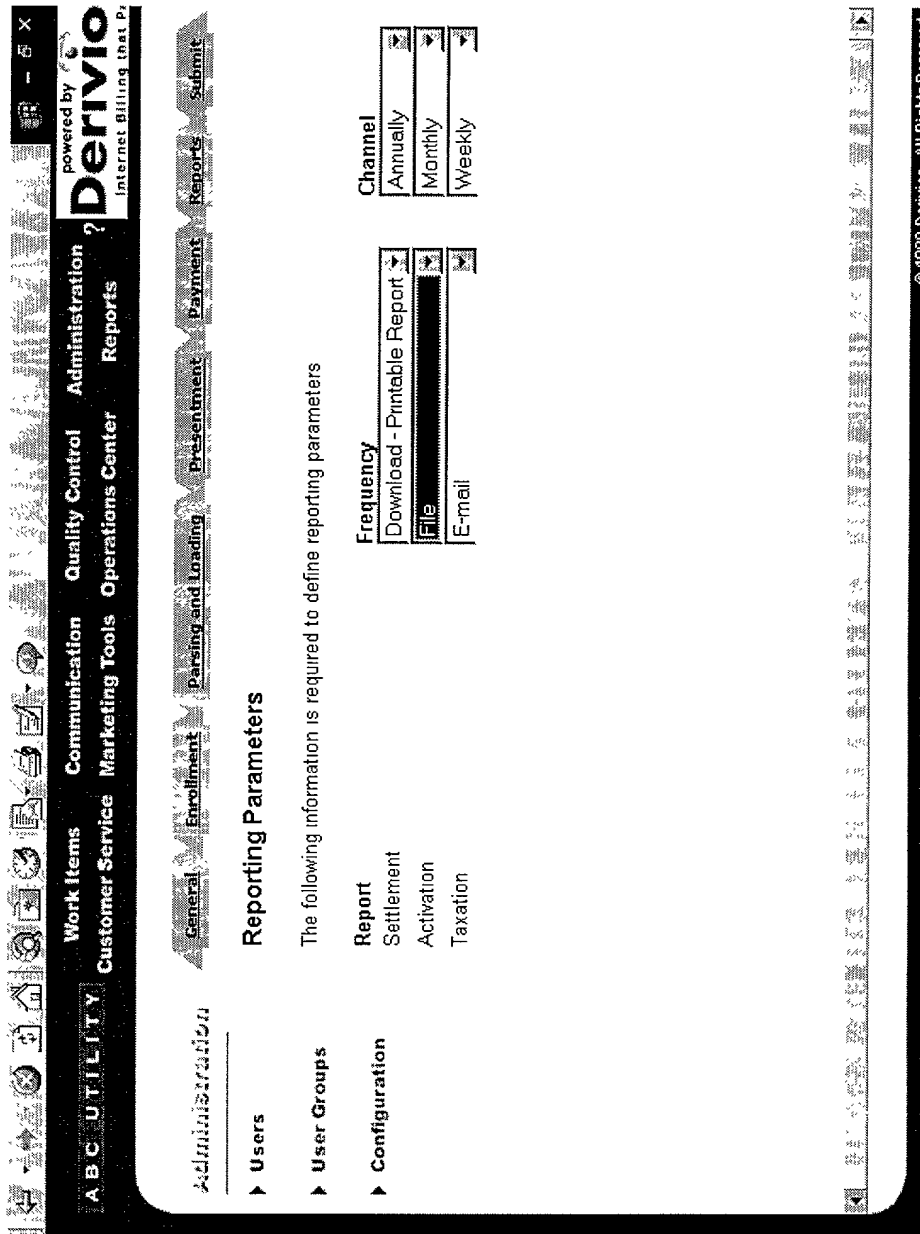 powered by
Derivio
Internet Billing that
ABC UTILITY
Work Items Communication Quality Control Administration ?
Customer Service Marketing Tools Operations Center Reports
Administration
General Enrollment Parsing and Loading Presentment Payment Reports Submit
Users
User Groups
Configuration
Reporting Parameters
The following information is required to define reporting parameters
Report Frequency Channel
Settlement Download - Printable Report Annually
Activation File Monthly
Taxation E-mail Weekly